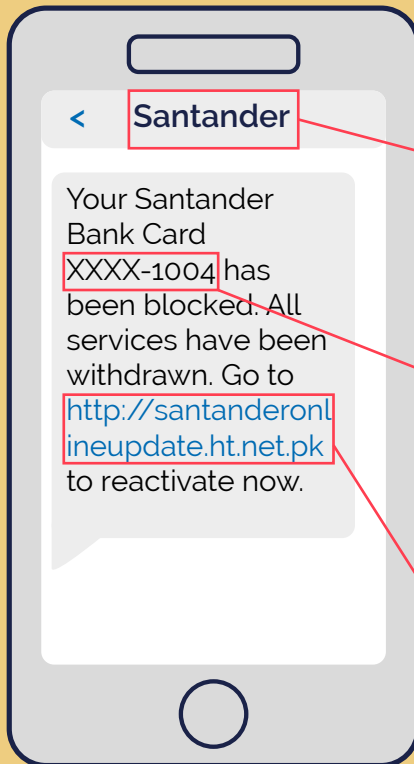 < Santander
Your Santander
Bank Card
XXXX-1004 has
been blocked. All
services have been
withdrawn. Go to
http://santanderonl
ineupdate.ht.net.pk
to reactivate now.